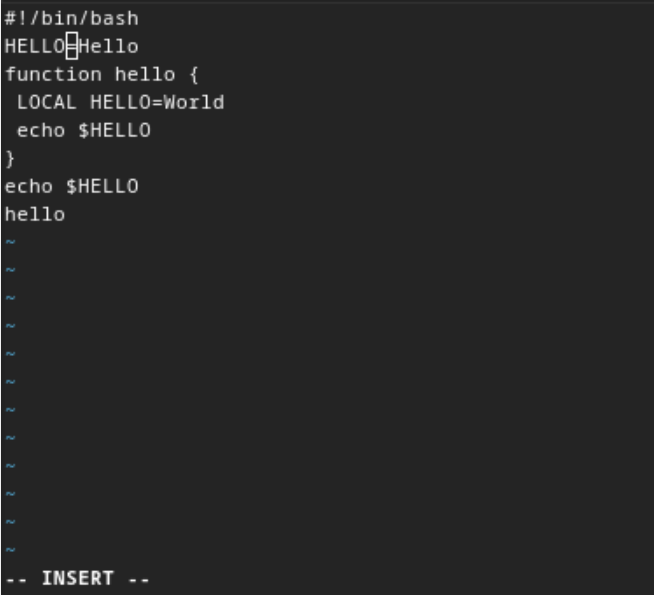 #!/bin/bash
HELLO=Hello
function hello {
 LOCAL HELLO=World
 echo $HELLO
}
echo $HELLO
hello
~
~
~
~
~
~
~
~
~
~
~
~
-- INSERT --